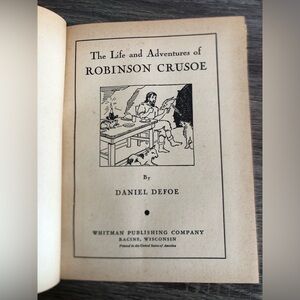 The Life and Adventures of
ROBINSON CRUSOE
By
DANIEL DEFOE
WHITMAN PUBLISHING COMPANY
RACINE, WISCONSIN
Printed in the United States of America